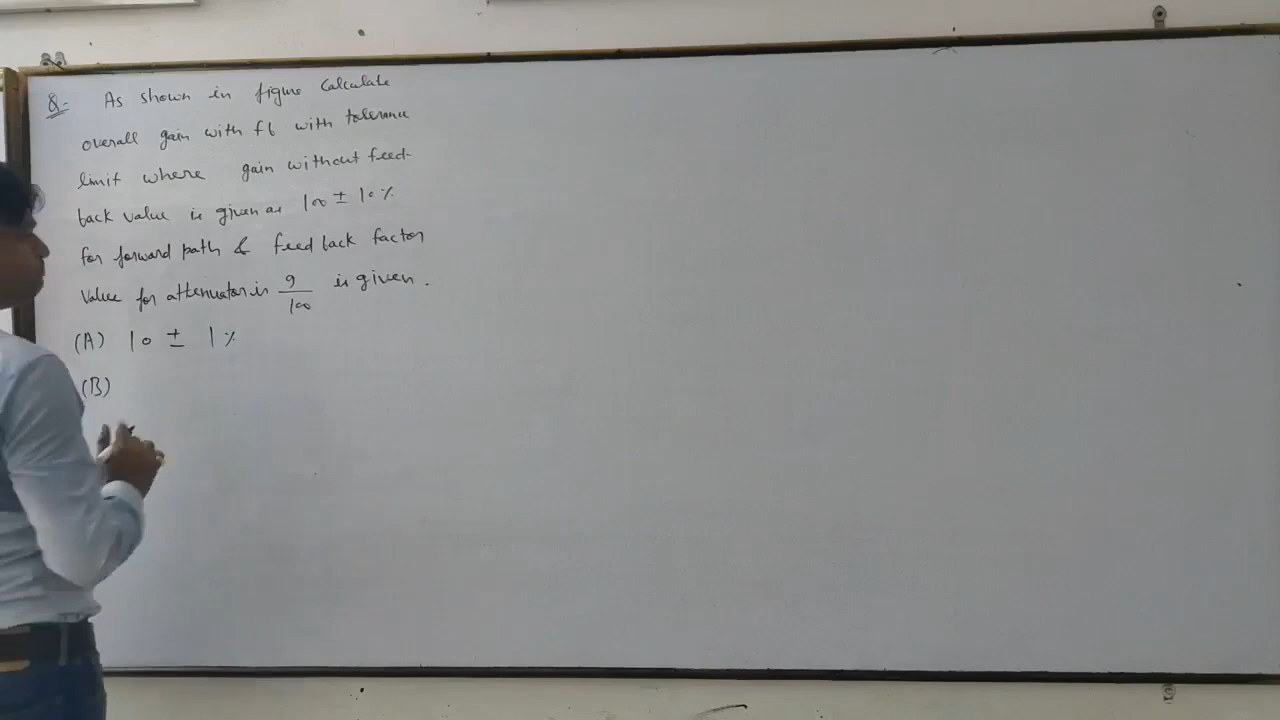 Q= As shown in figure Calculate
overall gain with fb with tolerance
limit where gain without feed-
back value is given as 100 ± 10%
for forward path & feed back factor
value for attenuator is 9/100 is given.
(A) 10 ± 1%
(B)